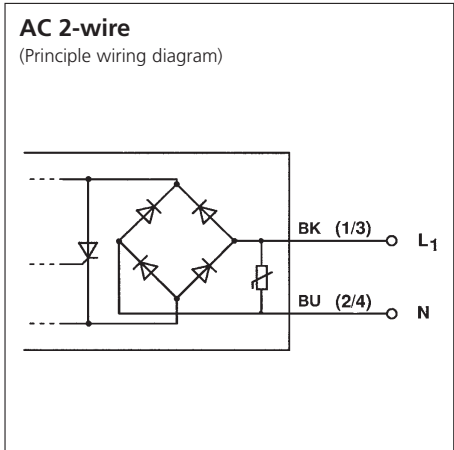 AC 2-wire
(Principle wiring diagram)
BK (1/3) L1
BU (2/4) N